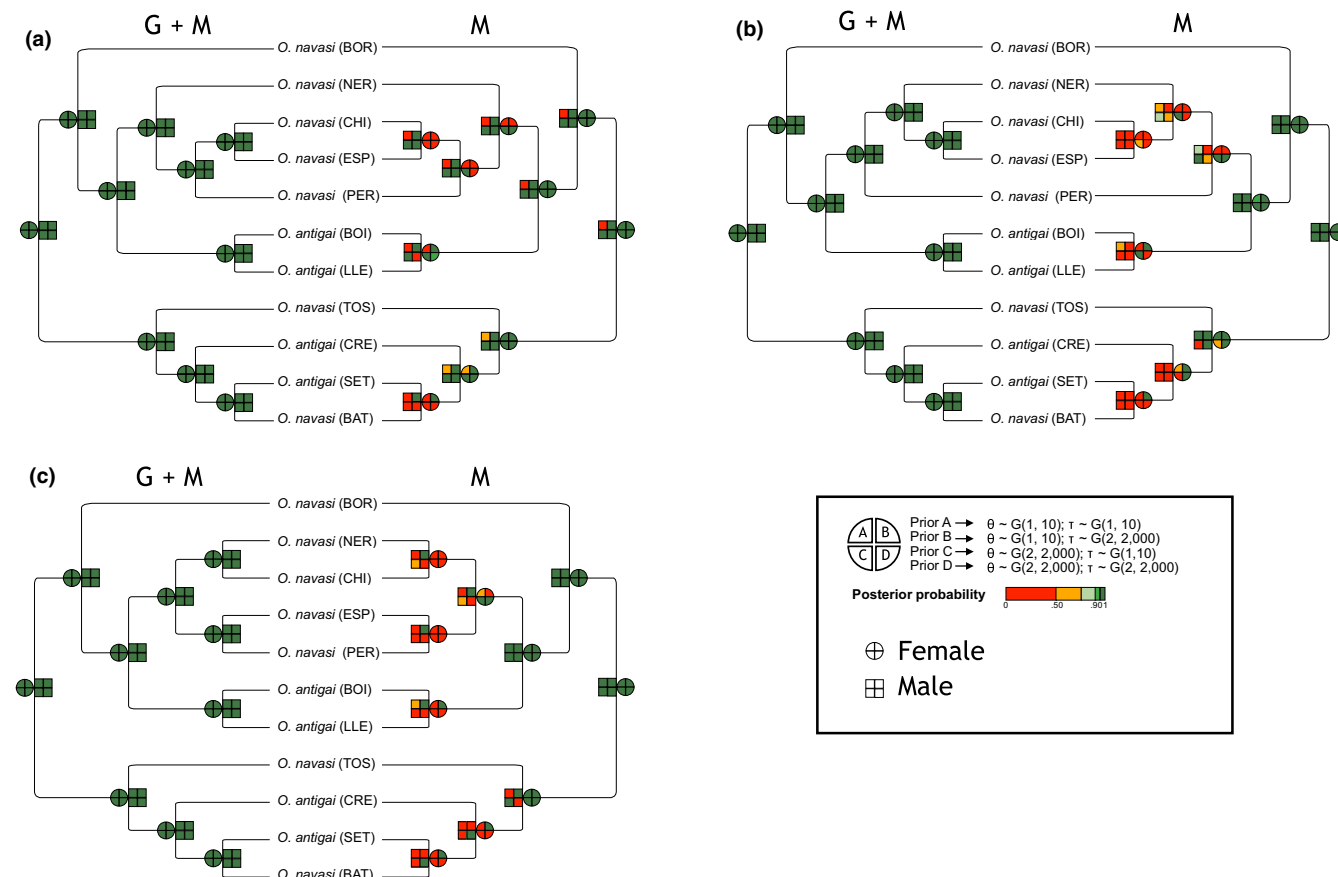 (a)
G + M
M
O. navasi (BOR)
O. navasi (NER)
O. navasi (CHI)
O. navasi (ESP)
O. navasi (PER)
O. antigai (BOI)
O. antigai (LLE)
O. navasi (TOS)
O. antigai (CRE)
O. antigai (SET)
O. navasi (BAT)
(b)
G + M
M
O. navasi (BOR)
O. navasi (NER)
O. navasi (CHI)
O. navasi (ESP)
O. navasi (PER)
O. antigai (BOI)
O. antigai (LLE)
O. navasi (TOS)
O. antigai (CRE)
O. antigai (SET)
O. navasi (BAT)
(c)
G + M
M
O. navasi (BOR)
O. navasi (NER)
O. navasi (CHI)
O. navasi (ESP)
O. navasi (PER)
O. antigai (BOI)
O. antigai (LLE)
O. navasi (TOS)
O. antigai (CRE)
O. antigai (SET)
O. navasi (BAT)
A B
C D
Prior A → θ ~ G(1, 10); τ ~ G(1, 10)
Prior B → θ ~ G(1, 10); τ ~ G(2, 2,000)
Prior C → θ ~ G(2, 2,000); τ ~ G(1,10)
Prior D → θ ~ G(2, 2,000); τ ~ G(2, 2,000)
Posterior probability
0 .50 .90 1
Female
Male